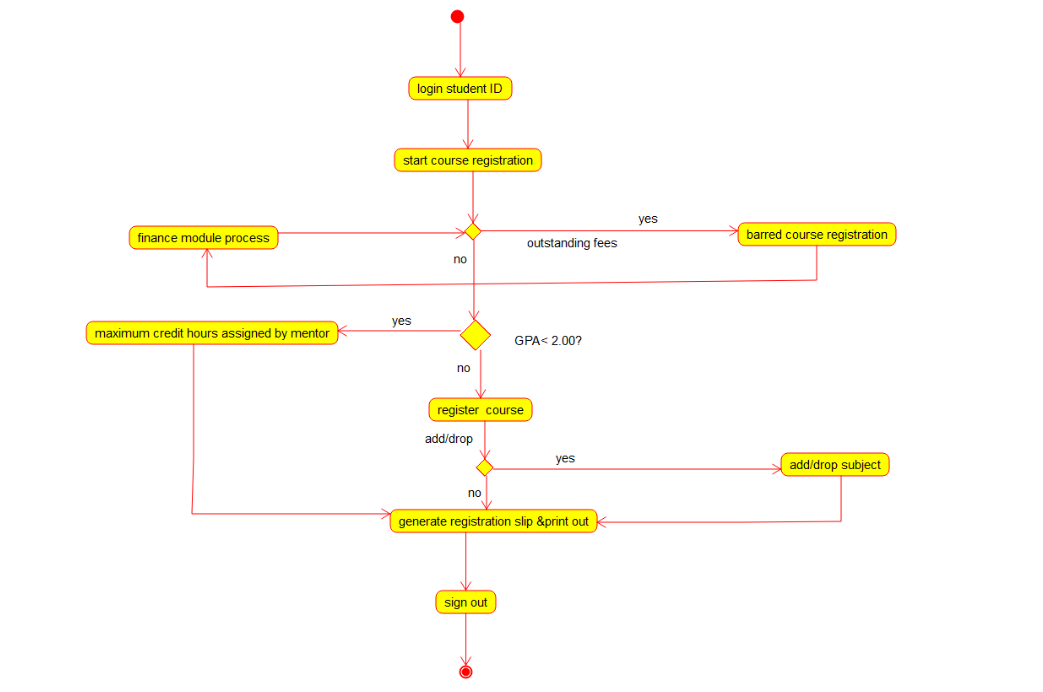 login student ID
start course registration
yes
finance module process
outstanding fees
barred course registration
no
yes
maximum credit hours assigned by mentor
GPA< 2.00?
no
register  course
add/drop
yes
add/drop subject
no
generate registration slip &print out
sign out